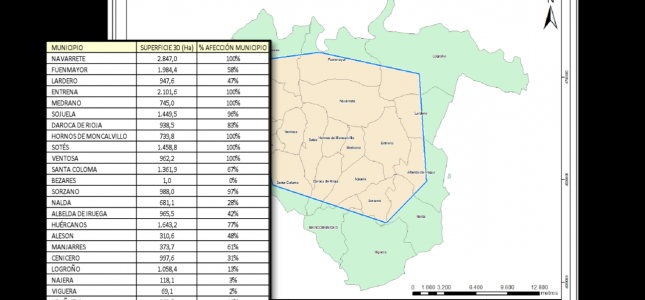 MUNICIPIO SUPERFICIE 3D (Ha) % AFECCIÓN MUNICIPIO
NAVARRETE 2.847,0 100%
FUENMAYOR 1.984,4 58%
LARDERO 947,6 47%
ENTRENA 2.101,6 100%
MEDRANO 745,0 100%
SOJUELA 1.449,5 96%
DAROCA DE RIOJA 938,5 83%
HORNOS DE MONCALVILLO 739,8 100%
SOTÉS 1.458,8 100%
VENTOSA 962,2 100%
SANTA COLOMA 1.361,9 67%
BEZARES 1,0 0%
SORZANO 988,0 97%
NALDA 681,1 28%
ALBELDA DE IRUEGA 965,5 42%
HUÉRCANOS 1.643,2 77%
ALESON 310,6 48%
MANJARRES 373,7 61%
CENICERO 997,6 31%
LOGROÑO 1.058,4 13%
NAJERA 118,1 3%
VIGUERA 69,1 2%
Fuenmayor
Logroño
Navarrete
Lardero
Ventosa
Sotés
Hornos de Moncalvillo
Medrano
Entrena
Santa Coloma
Daroca de Rioja
Sojuela
Albelda de Iruega
Sorzano
Nalda
Viguera
0 1.600 3.200 6.400 9.600 12.800
metros